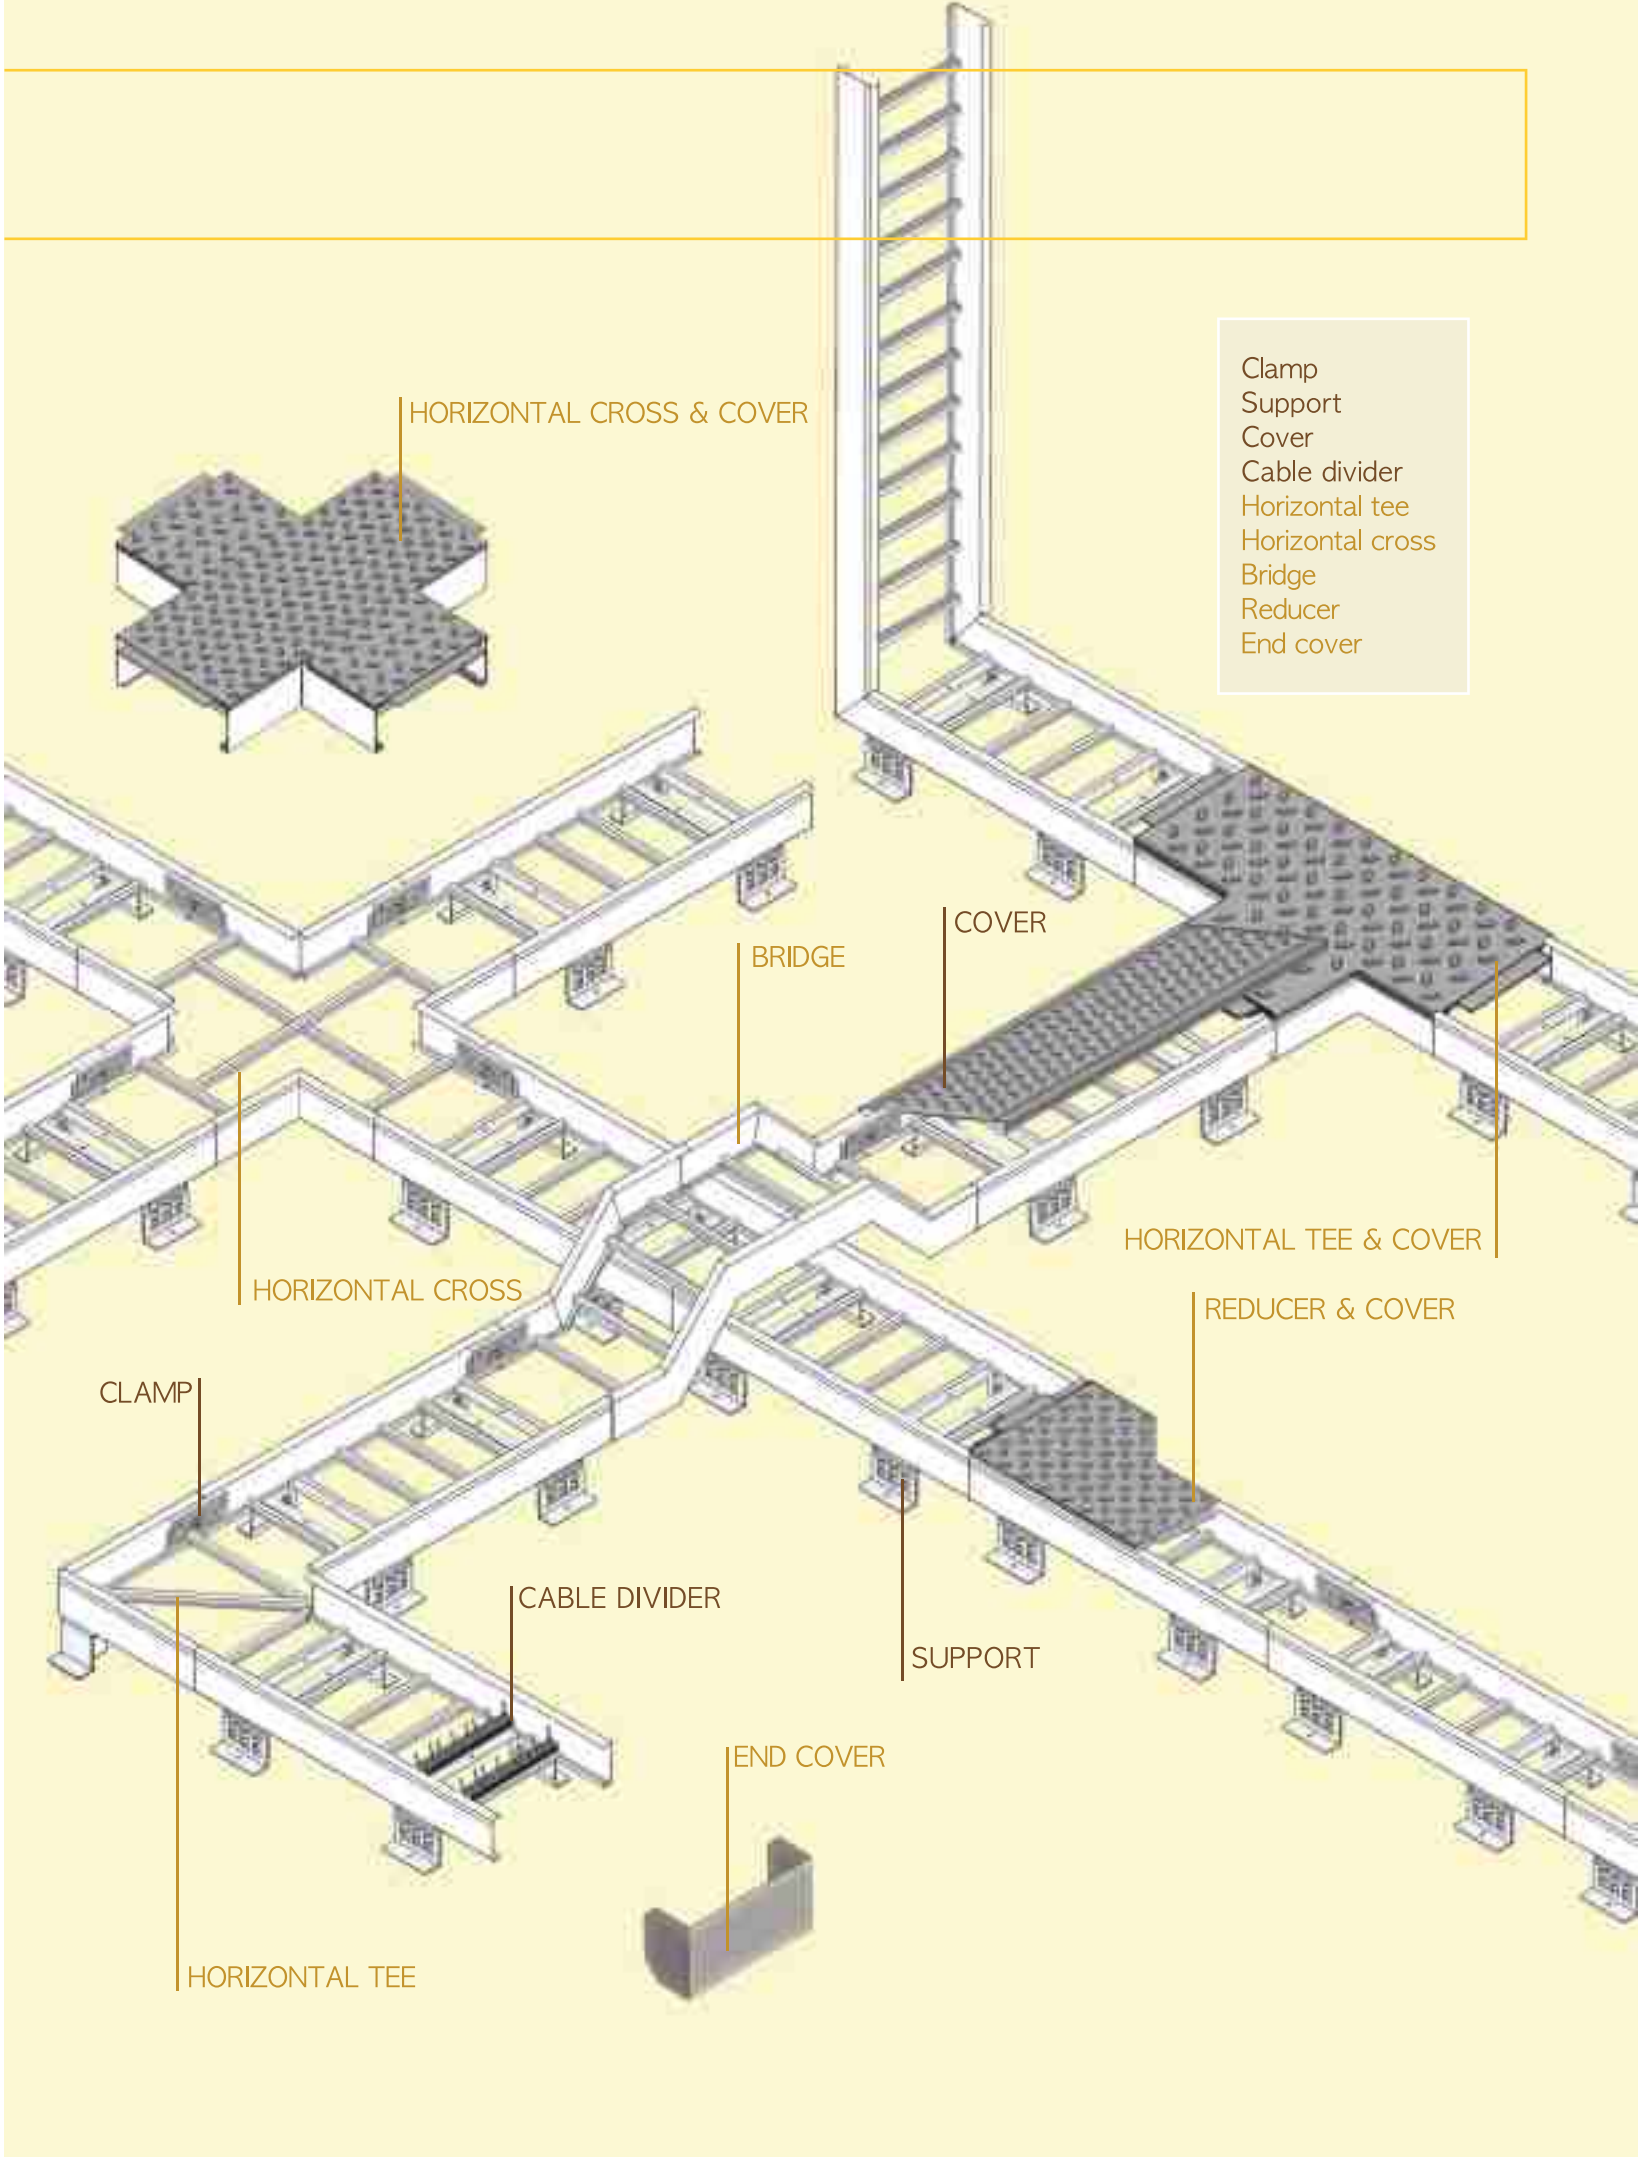 Clamp
Support
Cover
Cable divider
Horizontal tee
Horizontal cross
Bridge
Reducer
End cover
HORIZONTAL CROSS & COVER
COVER
BRIDGE
HORIZONTAL TEE & COVER
HORIZONTAL CROSS
REDUCER & COVER
CLAMP
CABLE DIVIDER
SUPPORT
END COVER
HORIZONTAL TEE